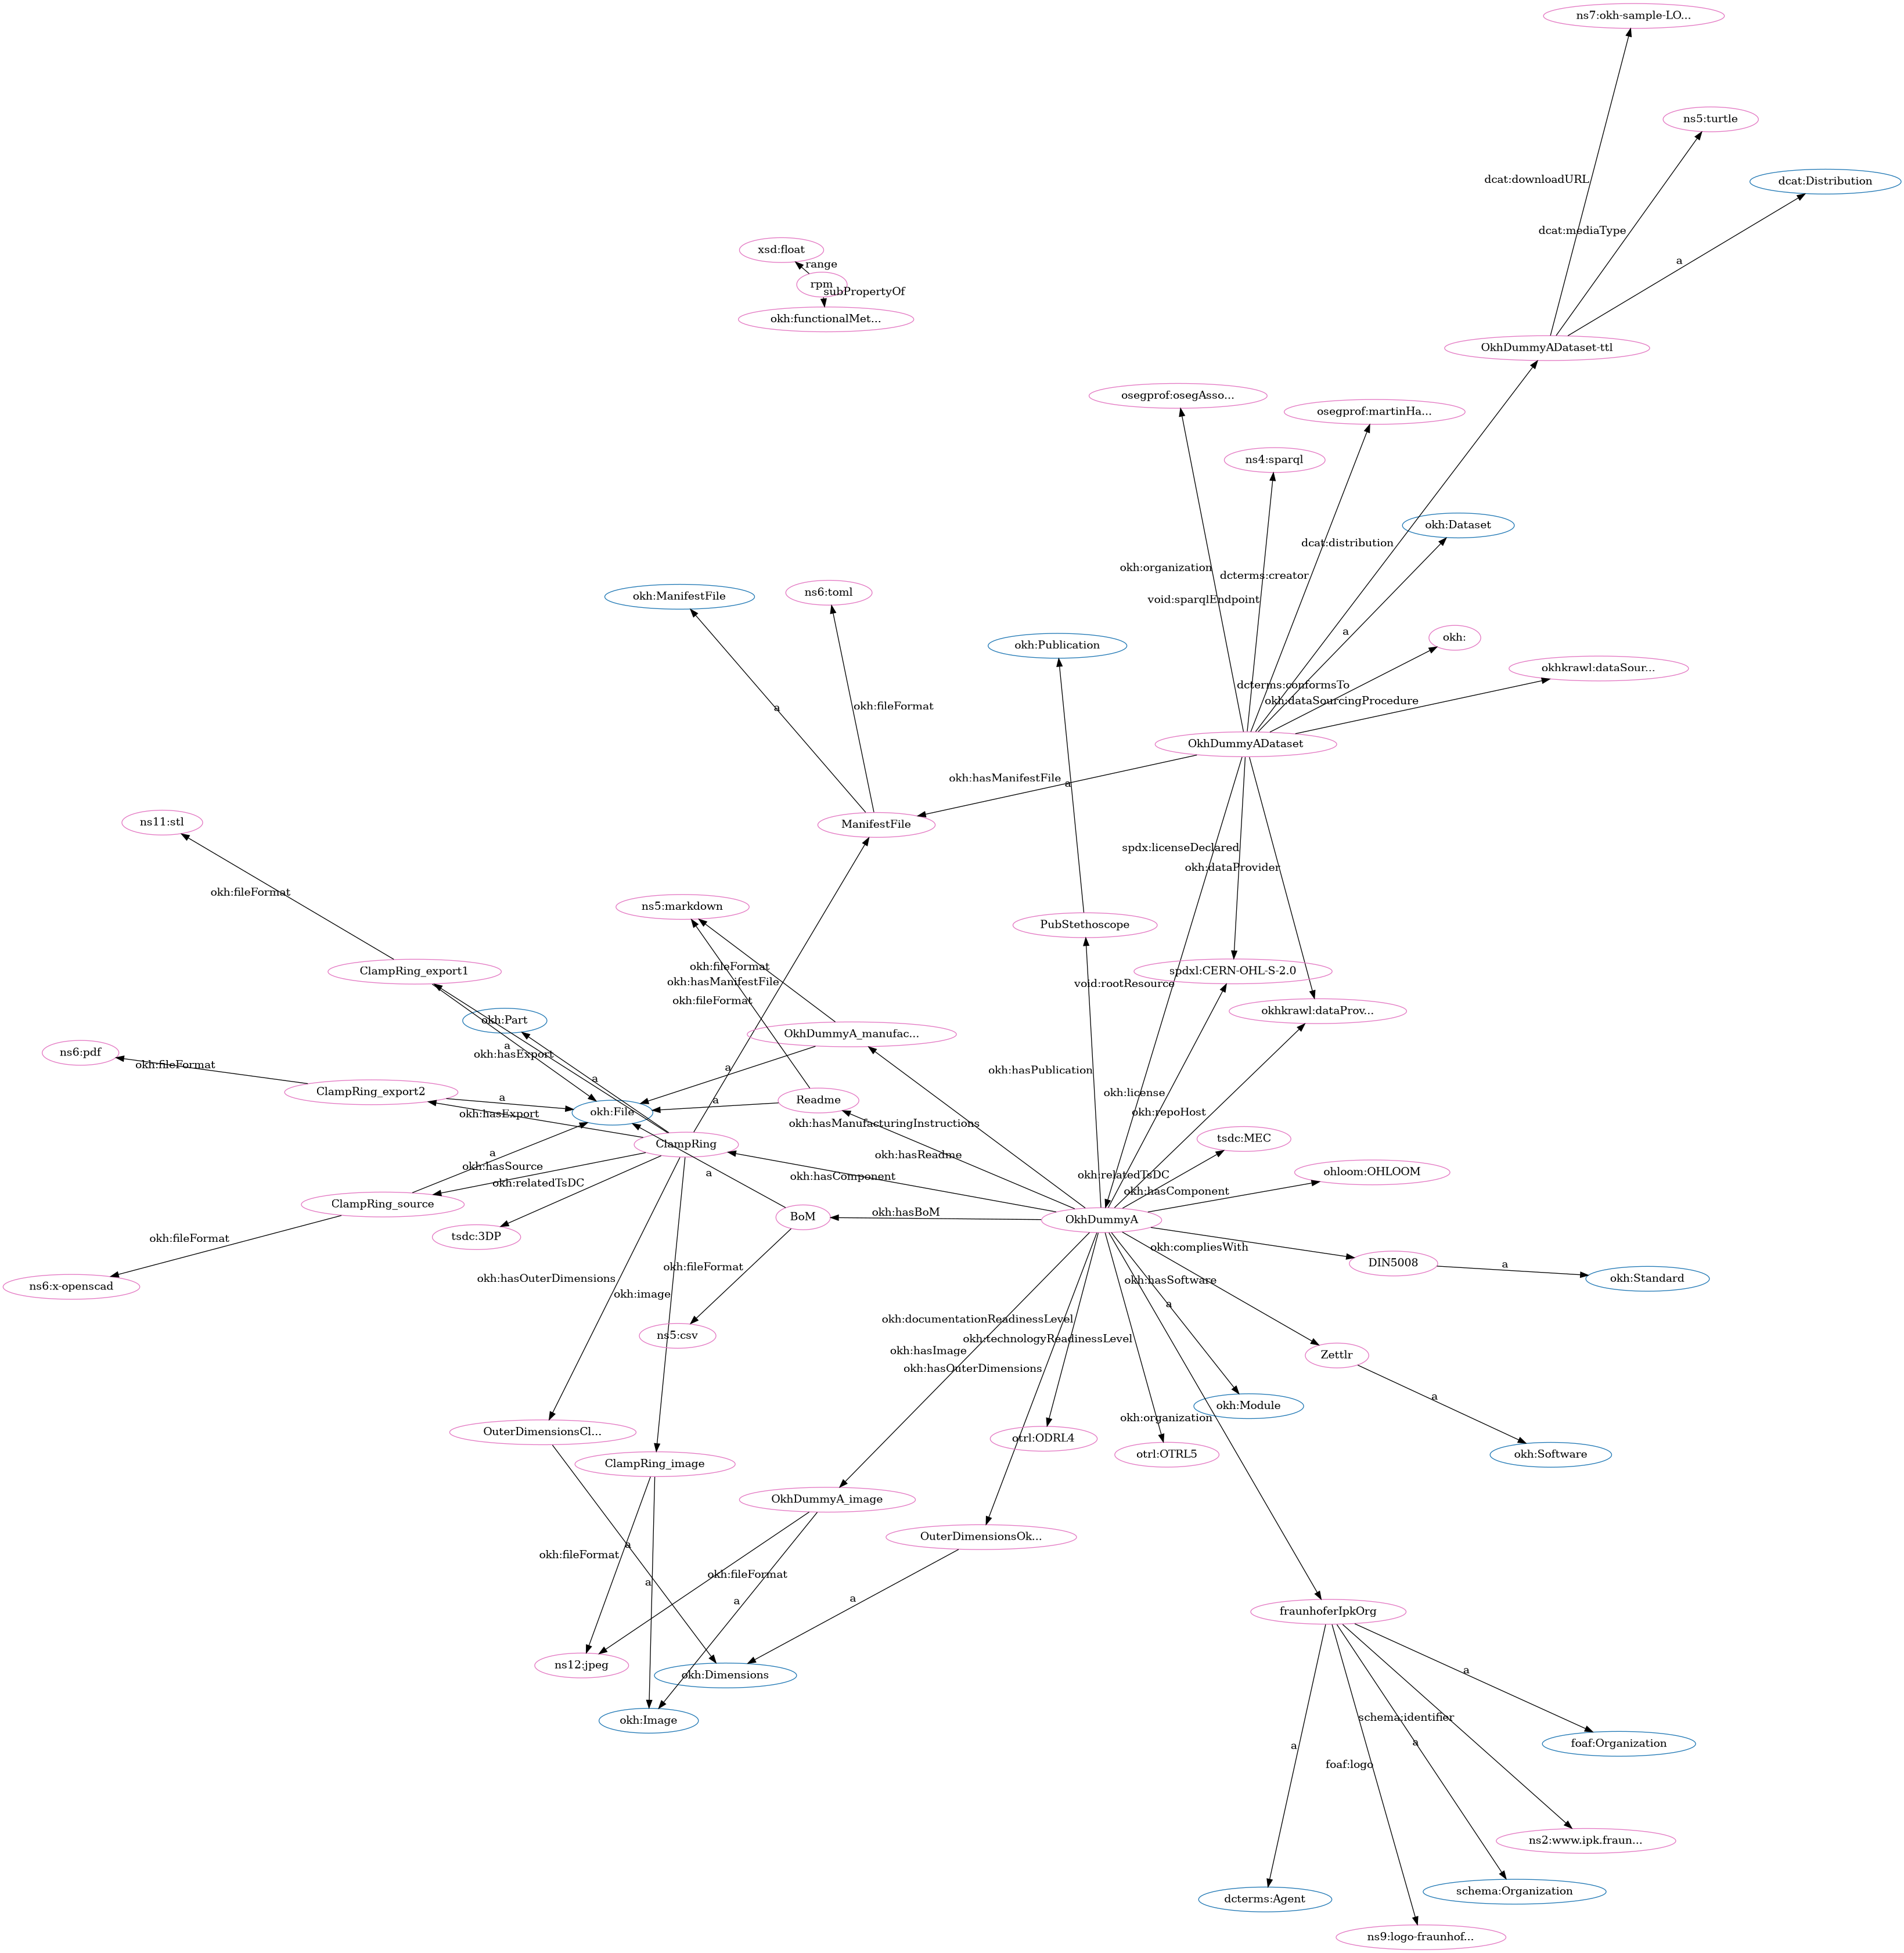 ns7:okh-sample-LO...
ns5:turtle
dcat:Distribution
dcat:downloadURL
dcat:mediaType
a
xsd:float
range
rpm
subPropertyOf
okh:functionalMet...
OkhDummyADataset-ttl
osegprof:osegAsso...
osegprof:martinHa...
ns4:sparql
okh:Dataset
dcat:distribution
okh:organization
dcterms:creator
void:sparqlEndpoint
okh:ManifestFile
ns6:toml
okh:Publication
a
okh:
okhkrawl:dataSour...
dcterms:conformsTo
okh:dataSourcingProcedure
a
okh:fileFormat
OkhDummyADataset
okh:hasManifestFile
a
ns11:stl
ManifestFile
spdx:licenseDeclared
okh:dataProvider
okh:fileFormat
ns5:markdown
PubStethoscope
ClampRing_export1
okh:fileFormat
okh:hasManifestFile
okh:fileFormat
spdxl:CERN-OHL-S-2.0
void:rootResource
okhkrawl:dataProv...
okh:Part
OkhDummyA_manufac...
ns6:pdf
okh:fileFormat
a
okh:hasExport
a
a
okh:hasPublication
ClampRing_export2
a
okh:File
a
Readme
okh:license
okh:hasExport
okh:repoHost
okh:hasManufacturingInstructions
ClampRing
tsdc:MEC
a
okh:hasSource
okh:hasReadme
okh:relatedTsDC
a
okh:relatedTsDC
okh:hasComponent
ohloom:OHLOOM
okh:hasComponent
ClampRing_source
BoM
okh:hasBoM
OkhDummyA
tsdc:3DP
okh:fileFormat
okh:compliesWith
DIN5008
a
okh:Standard
okh:hasOuterDimensions
okh:fileFormat
okh:hasSoftware
ns6:x-openscad
okh:image
a
okh:documentationReadinessLevel
ns5:csv
okh:technologyReadinessLevel
okh:hasImage
okh:hasOuterDimensions
Zettlr
a
okh:Module
okh:organization
OuterDimensionsCl...
otrl:ODRL4
otrl:OTRL5
okh:Software
ClampRing_image
OkhDummyA_image
OuterDimensionsOk...
a
okh:fileFormat
okh:fileFormat
a
a
a
fraunhoferIpkOrg
ns12:jpeg
okh:Dimensions
a
okh:Image
schema:identifier
a
a
foaf:Organization
foaf:logo
ns2:www.ipk.fraun...
schema:Organization
dcterms:Agent
ns9:logo-fraunhof...